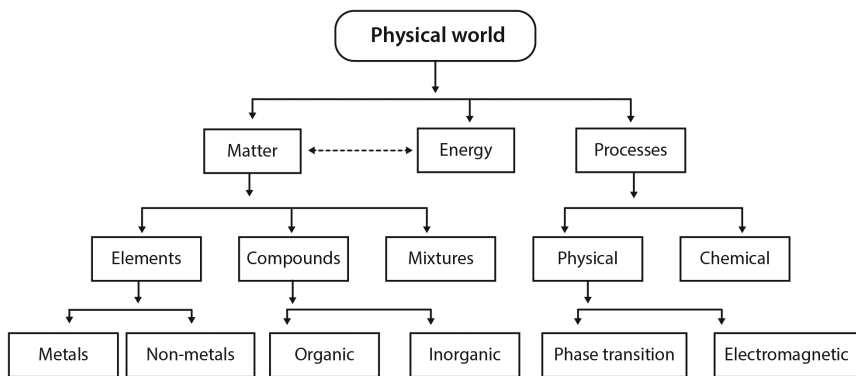 Physical world
Matter
Energy
Processes
Elements
Compounds
Mixtures
Physical
Chemical
Metals
Non-metals
Organic
Inorganic
Phase transition
Electromagnetic